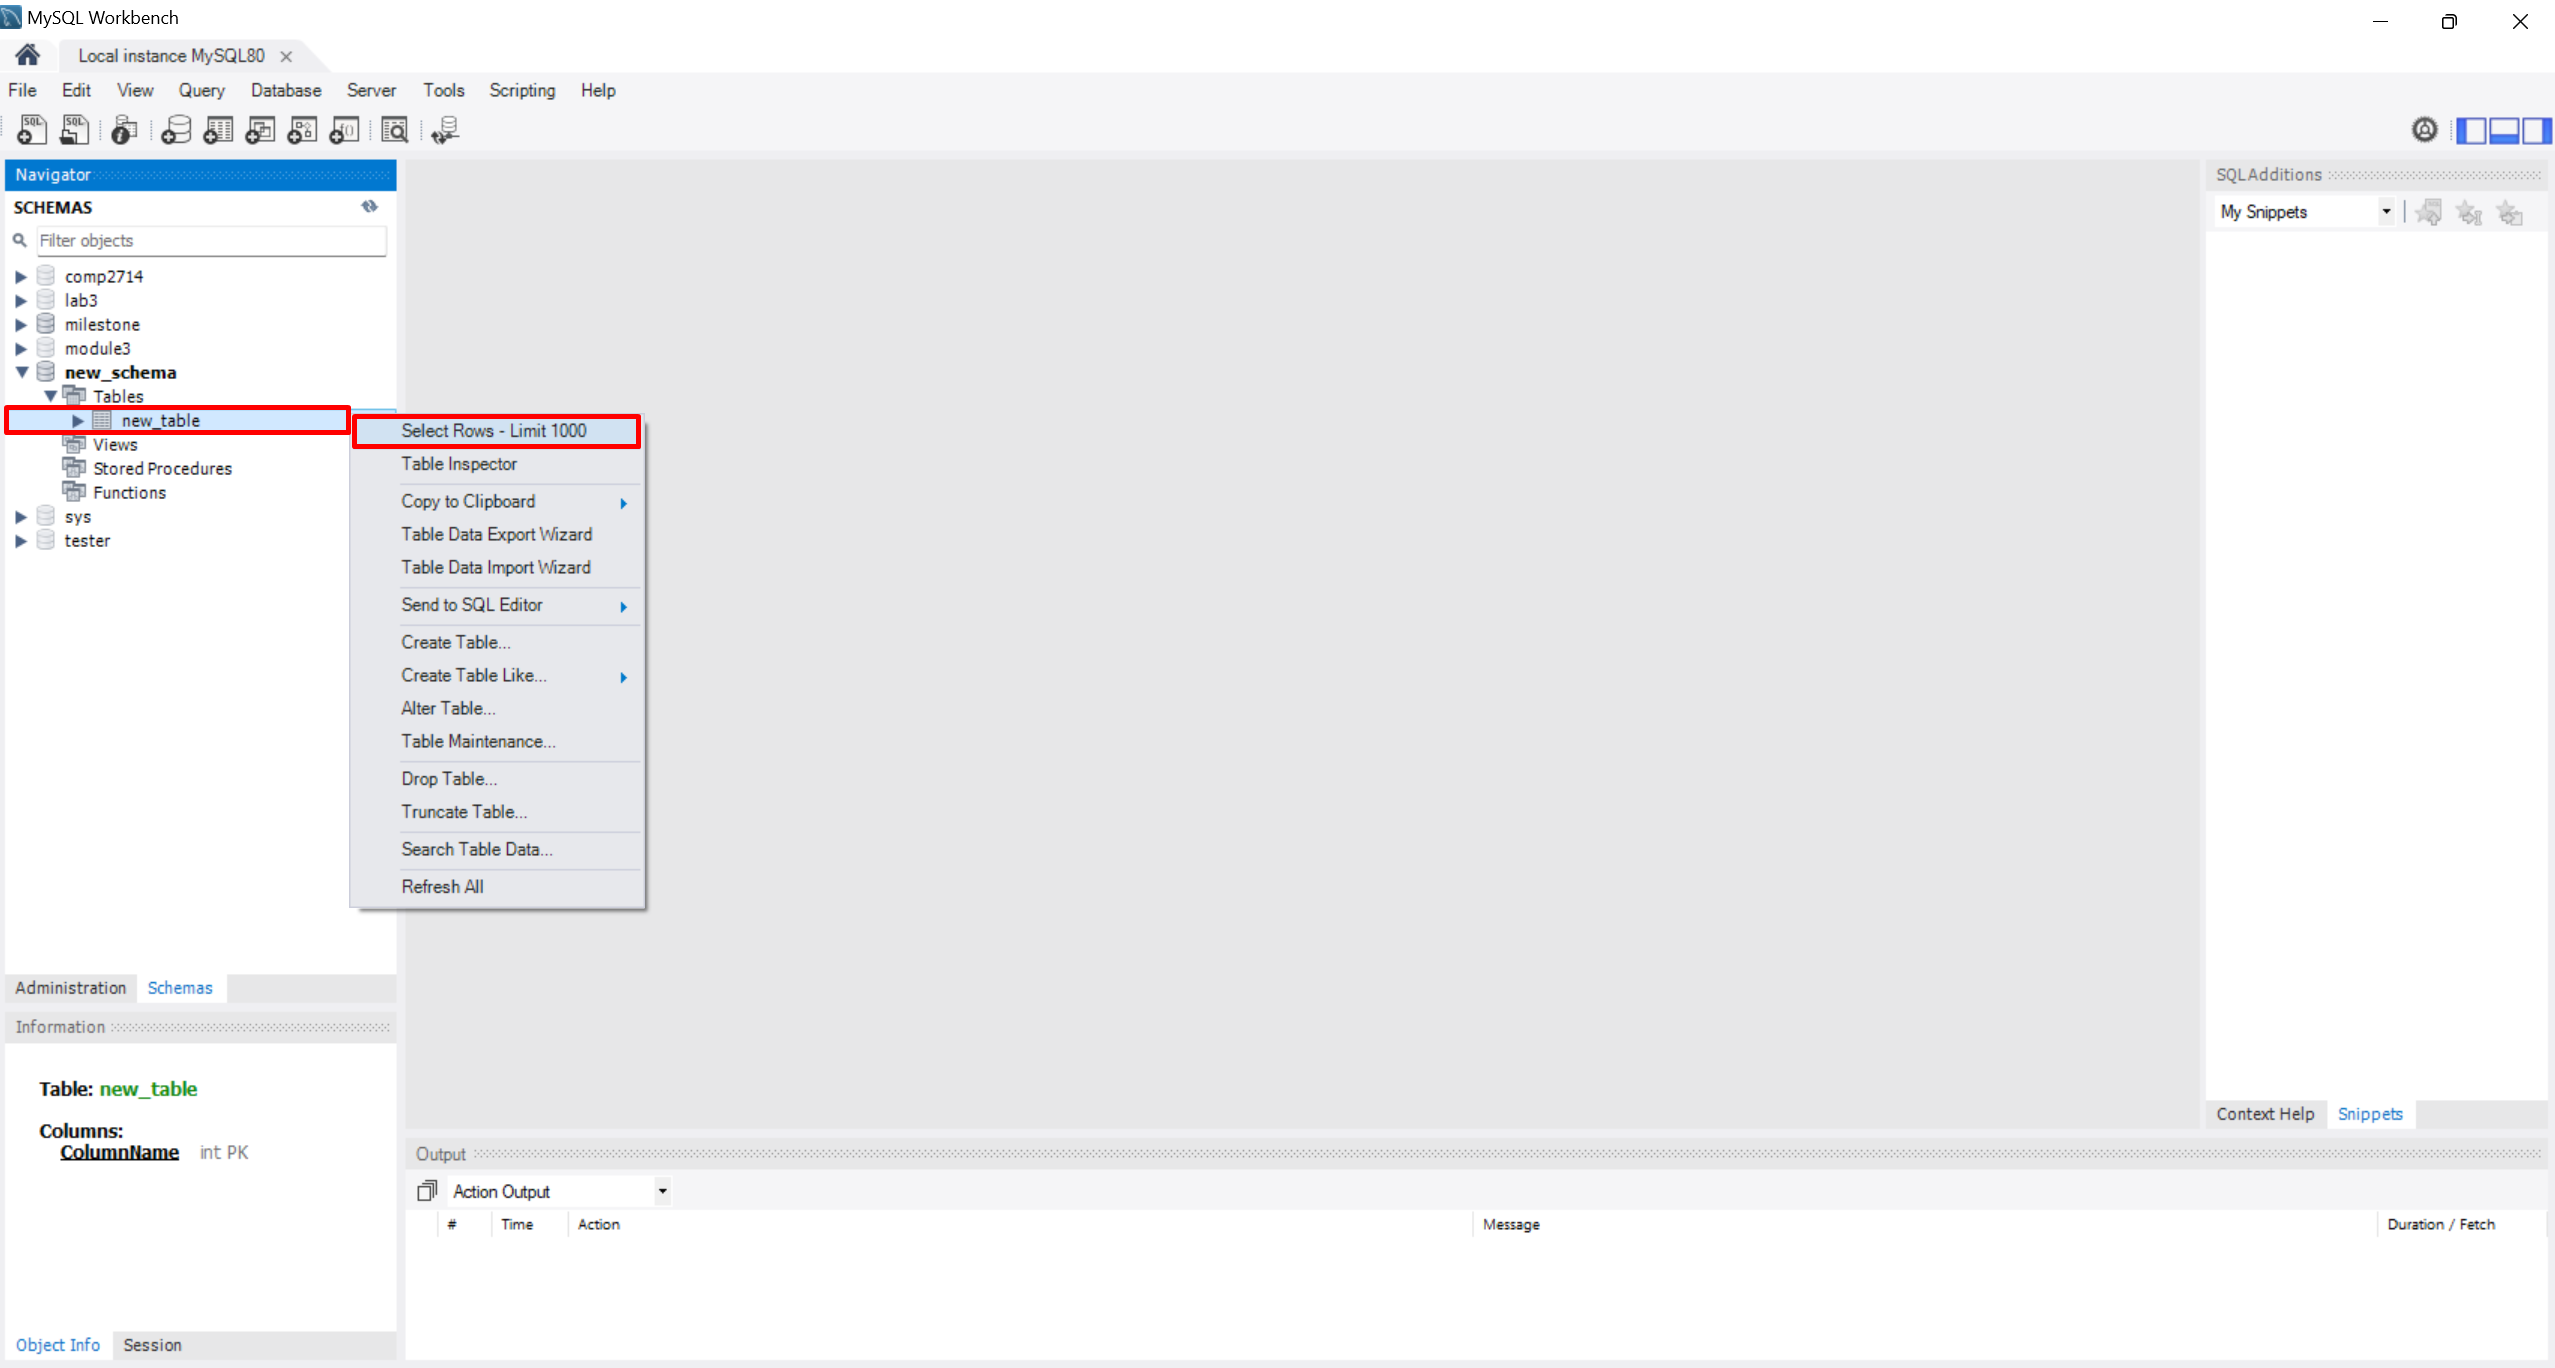 MySQL Workbench
Local instance MySQL80
File Edit View Query Database Server Tools Scripting Help
Navigator
SCHEMAS
Filter objects
comp2714
lab3
milestone
module3
new_schema
Tables
new_table
Views
Stored Procedures
Functions
sys
tester
Select Rows - Limit 1000
Table Inspector
Copy to Clipboard
Table Data Export Wizard
Table Data Import Wizard
Send to SQL Editor
Create Table...
Create Table Like...
Alter Table...
Table Maintenance...
Drop Table...
Truncate Table...
Search Table Data...
Refresh All
Administration Schemas
Information
Table: new_table
Columns:
ColumnName int PK
Object Info Session
SQLAdditions
My Snippets
Context Help Snippets
Output
Action Output
# Time Action Message Duration / Fetch